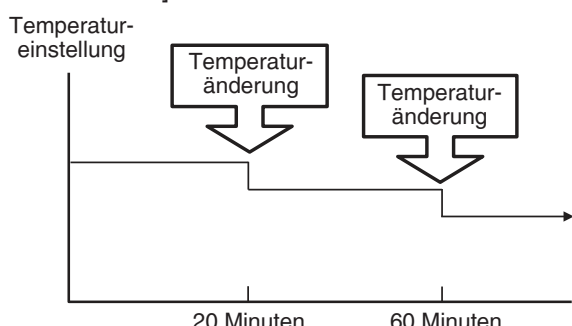 Temperatur-
einstellung
Temperatur-
änderung
Temperatur-
änderung
20 Minuten
60 Minuten